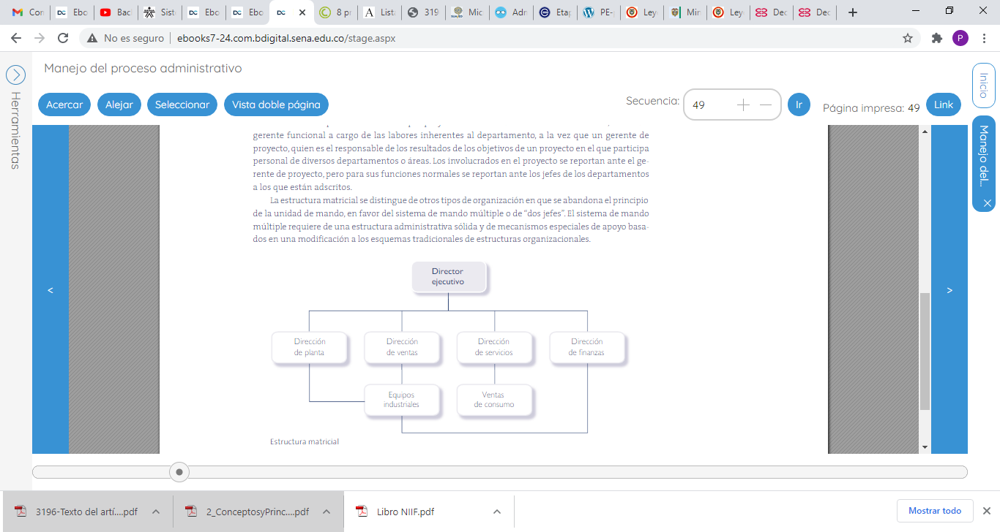 Cor
Ebo
Bac
Sist
Ebo
Ebo
8 pr
Lista
319
Mic
Adr
Etap
PE-
Leye
Min
Leye
Dec
Dec
No es seguro
ebooks7-24.com.bdigital.sena.edu.co/stage.aspx
P
Manejo del proceso administrativo
Herramientas
Acercar
Alejar
Seleccionar
Vista doble página
Secuencia:
49
Ir
Página impresa: 49
Link
Inicio
Manejo del...
gerente funcional a cargo de las labores inherentes al departamento, a la vez que un gerente de
proyecto, quien es el responsable de los resultados de los objetivos de un proyecto en el que participa
personal de diversos departamentos o áreas. Los involucrados en el proyecto se reportan ante el ge-
rente de proyecto, pero para sus funciones normales se reportan ante los jefes de los departamentos
a los que están adscritos.
La estructura matricial se distingue de otros tipos de organización en que se abandona el principio
de la unidad de mando, en favor del sistema de mando múltiple o de “dos jefes”. El sistema de mando
múltiple requiere de una estructura administrativa sólida y de mecanismos especiales de apoyo basa-
dos en una modificación a los esquemas tradicionales de estructuras organizacionales.
Director
ejecutivo
Dirección
de planta
Dirección
de ventas
Dirección
de servicios
Dirección
de finanzas
Equipos
industriales
Ventas
de consumo
Estructura matricial
<
>
3196-Texto del artí....pdf
2_ConceptosyPrinc....pdf
Libro NIIF.pdf
Mostrar todo